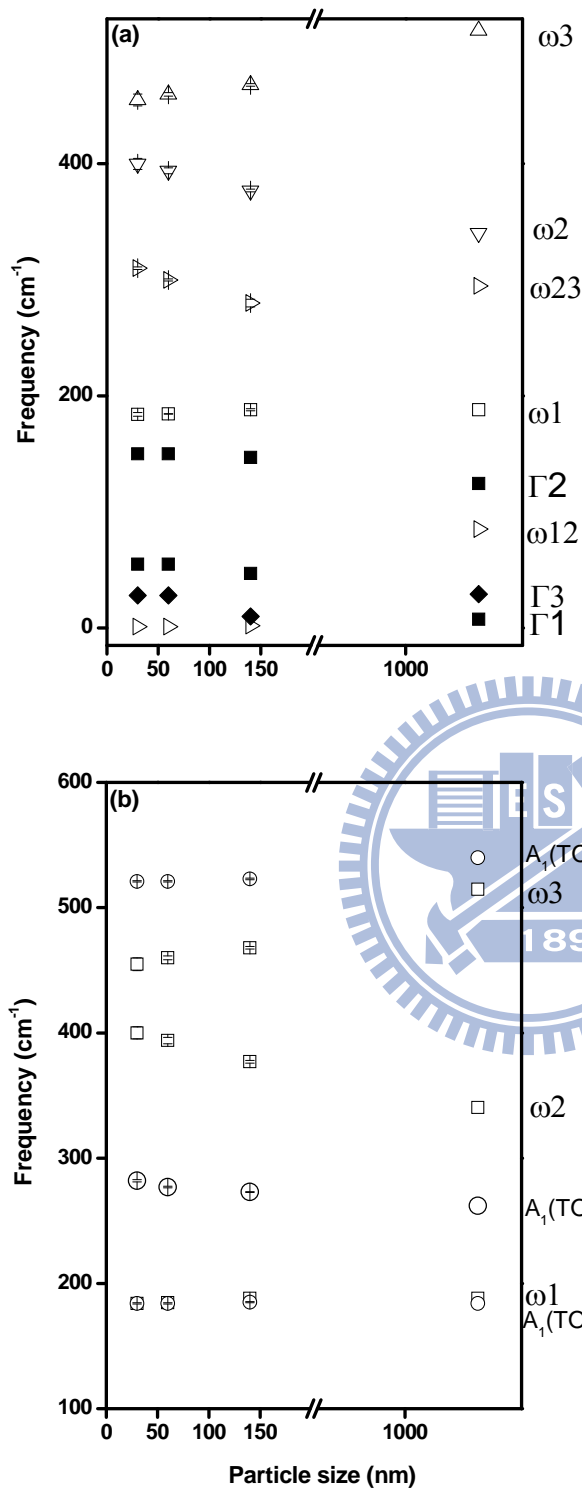 (a)
ω3
400
ω2
ω23
Frequency (cm-1)
200
ω1
Γ2
ω12
Γ3
0
Γ1
0 50 100 150 1000
600
(b)
ES
A1(TO
500
ω3
189
400
Frequency (cm-1)
ω2
300
A1(TO
200
ω1
A1(TO
100
0 50 100 150 1000
Particle size (nm)